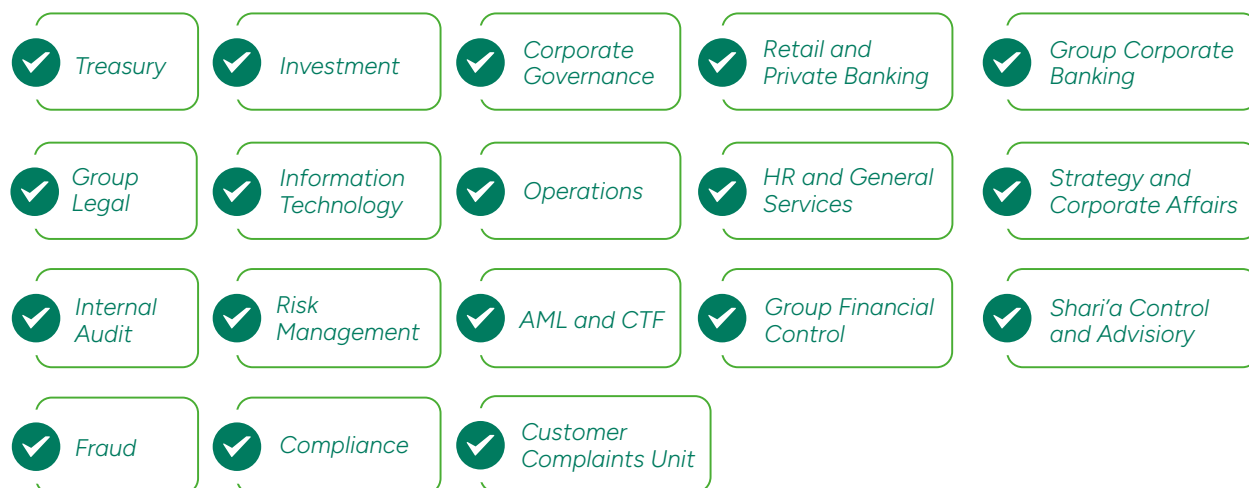 Treasury
Investment
Corporate
Governance
Retail and
Private Banking
Group Corporate
Banking
Group
Legal
Information
Technology
Operations
HR and General
Services
Strategy and
Corporate Affairs
Internal
Audit
Risk
Management
AML and CTF
Group Financial
Control
Shari’a Control
and Advisiory
Fraud
Compliance
Customer
Complaints Unit